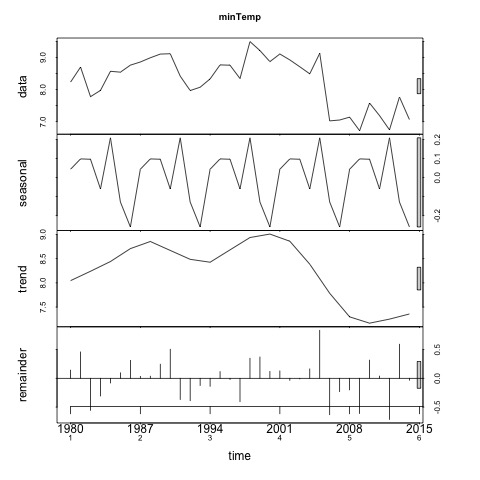 minTemp
data
7.0 8.0 9.0
seasonal
-0.2 0.0 0.1 0.2
trend
7.5 8.0 8.5 9.0
remainder
-0.5 0.0 0.5
1980 1987 1994 2001 2008 2015
1 2 3 4 5 6
time